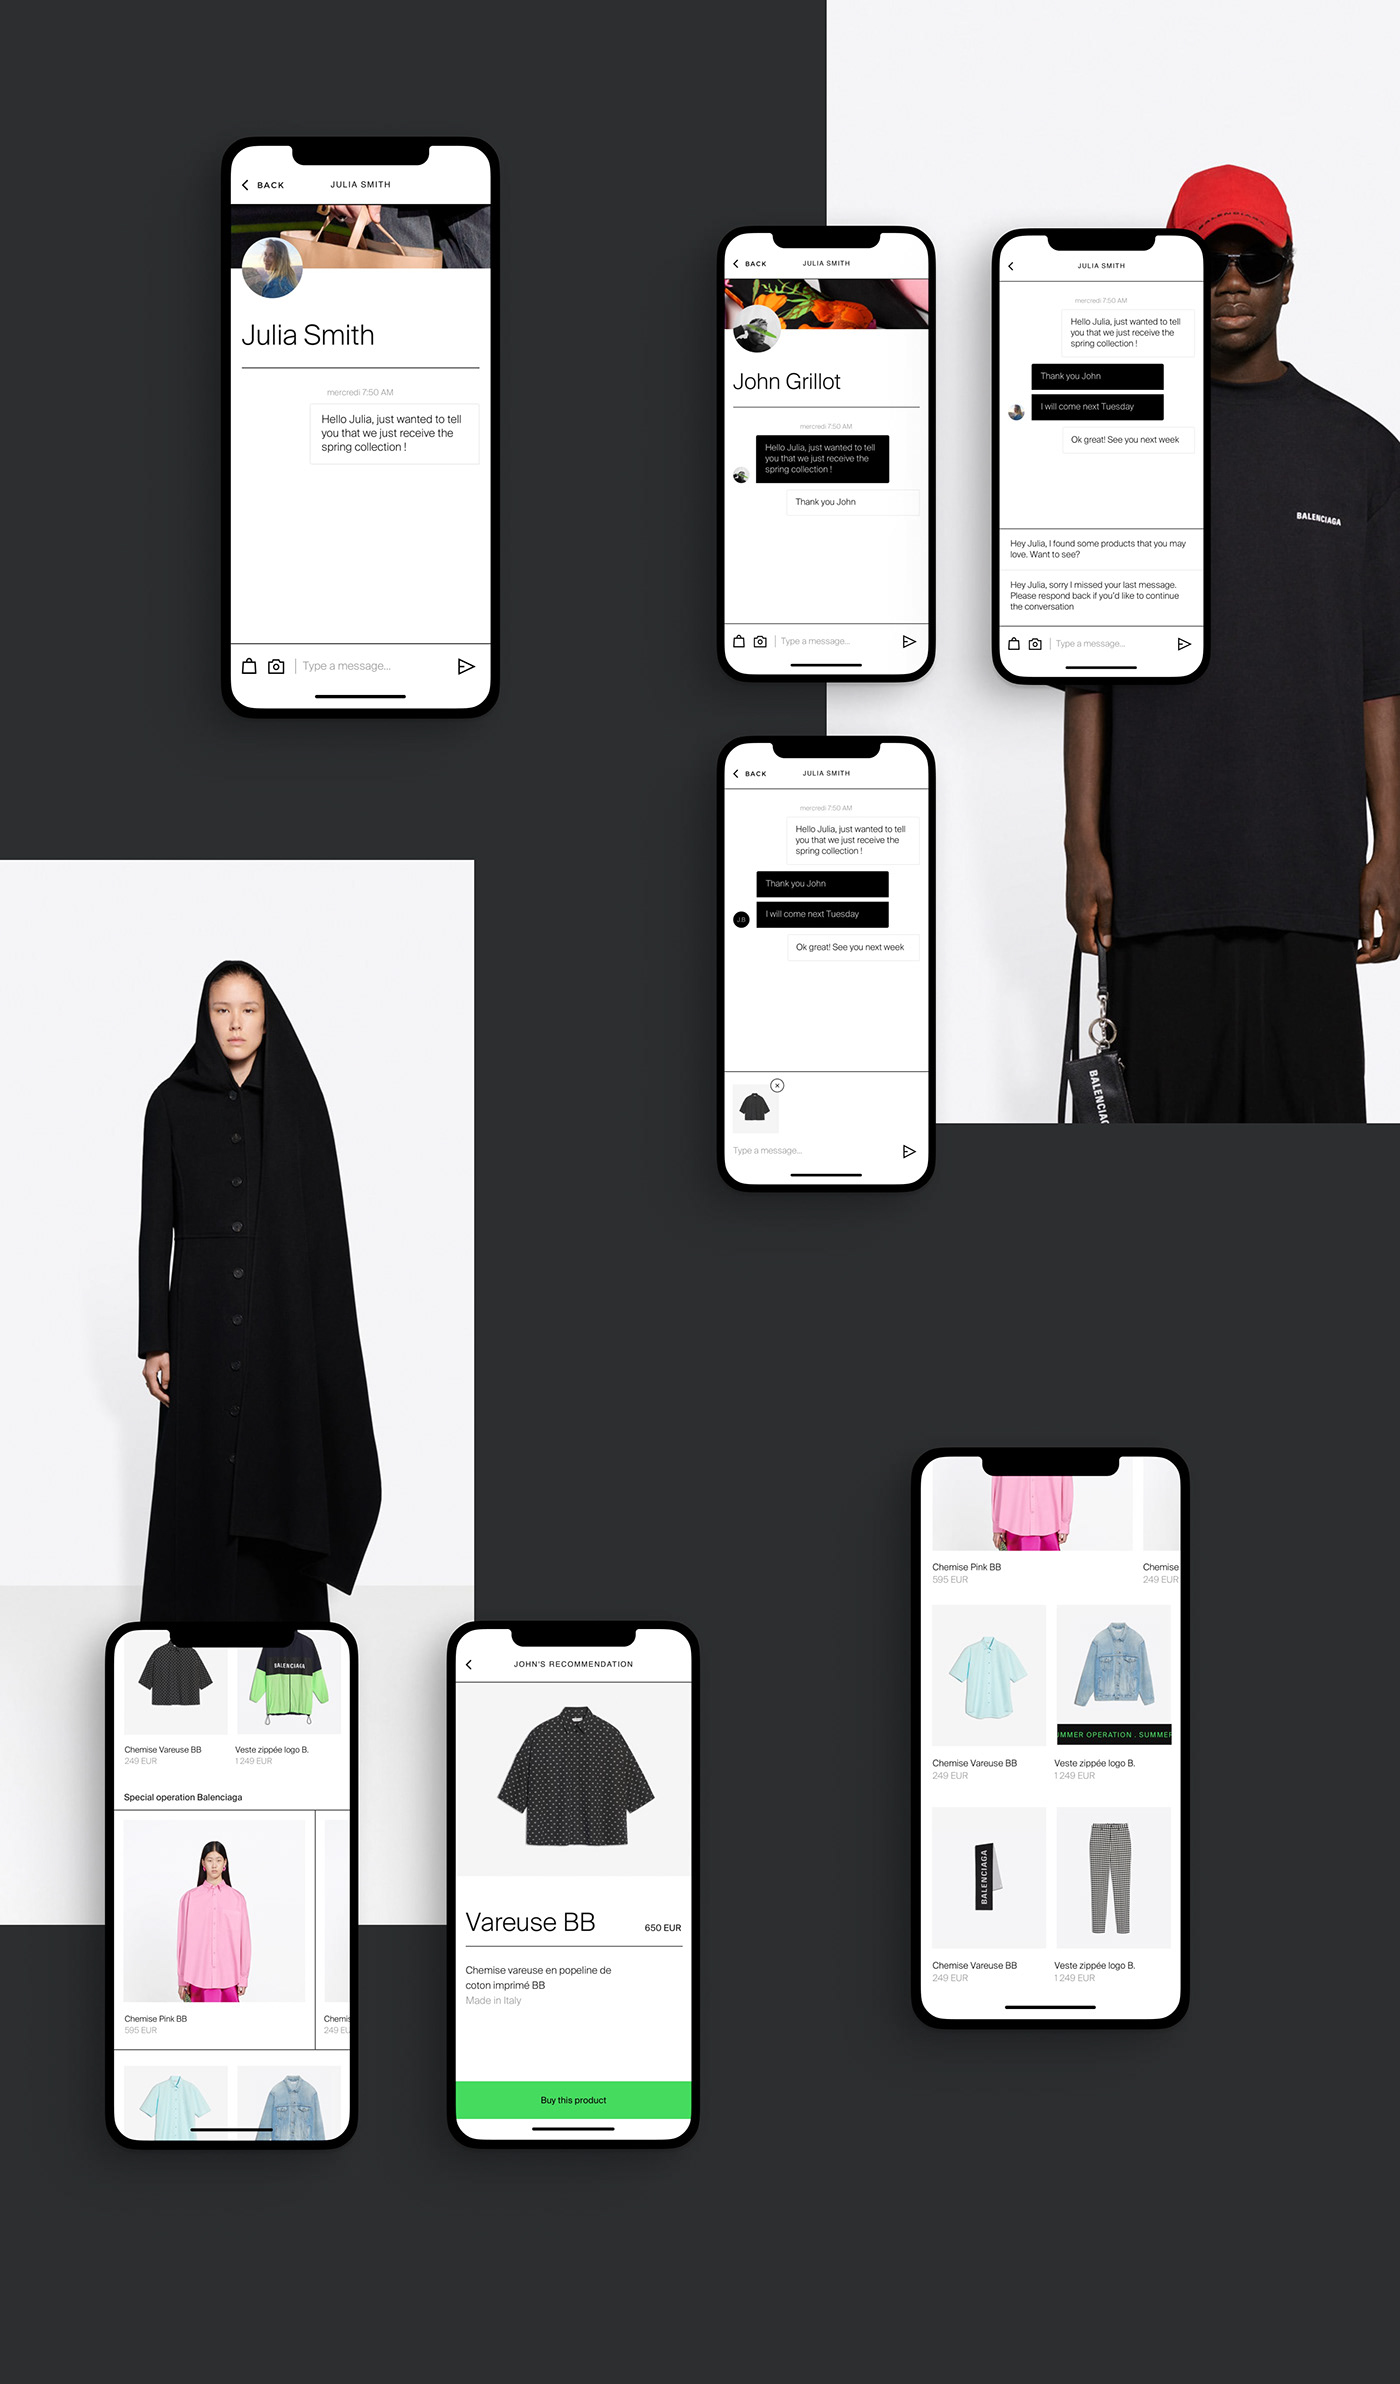 BACK
JULIA SMITH
Julia Smith
mercredi 7:50 AM
Hello Julia, just wanted to tell
you that we just receive the
spring collection !
Type a message...
BACK
JULIA SMITH
John Grillot
mercredi 7:50 AM
Hello Julia, just wanted to tell
you that we just receive the
spring collection !
Thank you John
Type a message...
JULIA SMITH
mercredi 7:50 AM
Hello Julia, just wanted to tell
you that we just receive the
spring collection !
Thank you John
I will come next Tuesday
Ok great! See you next week
Hey Julia, I found some products that you may
love. Want to see?
Hey Julia, sorry I missed your last message.
Please respond back if you'd like to continue
the conversation
Type a message...
BALENCIAGA
BALENCIAGA
BALENCIAG
BACK
JULIA SMITH
mercredi 7:50 AM
Hello Julia, just wanted to tell
you that we just receive the
spring collection !
Thank you John
I will come next Tuesday
J.B
Ok great! See you next week
Type a message...
BALENCIAGA
Chemise Vareuse BB
249 EUR
Veste zippée logo B.
1 249 EUR
Special operation Balenciaga
Chemise Pink BB
595 EUR
Chemis
249 EU
JOHN'S RECOMMENDATION
Vareuse BB
650 EUR
Chemise vareuse en popeline de
coton imprimé BB
Made in Italy
Buy this product
Chemise Pink BB
595 EUR
Chemise
249 EUR
MMER OPERATION . SUMMER
Chemise Vareuse BB
249 EUR
Veste zippée logo B.
1 249 EUR
BALENCIAGA
Chemise Vareuse BB
249 EUR
Veste zippée logo B.
1 249 EUR